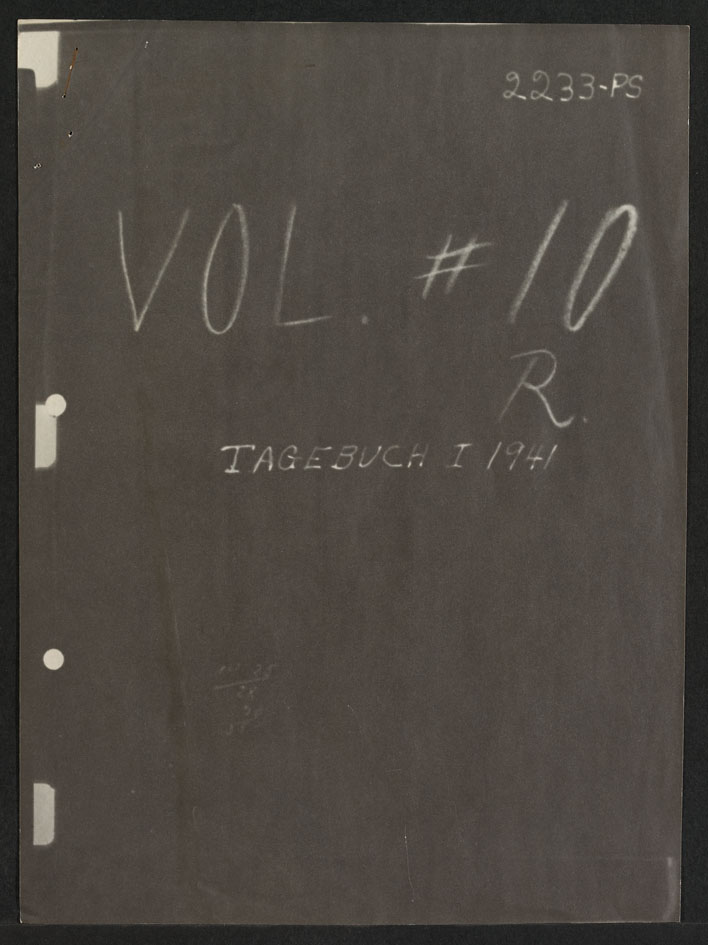 2233-PS
VOL. #10
R.
TAGEBUCH I 1941